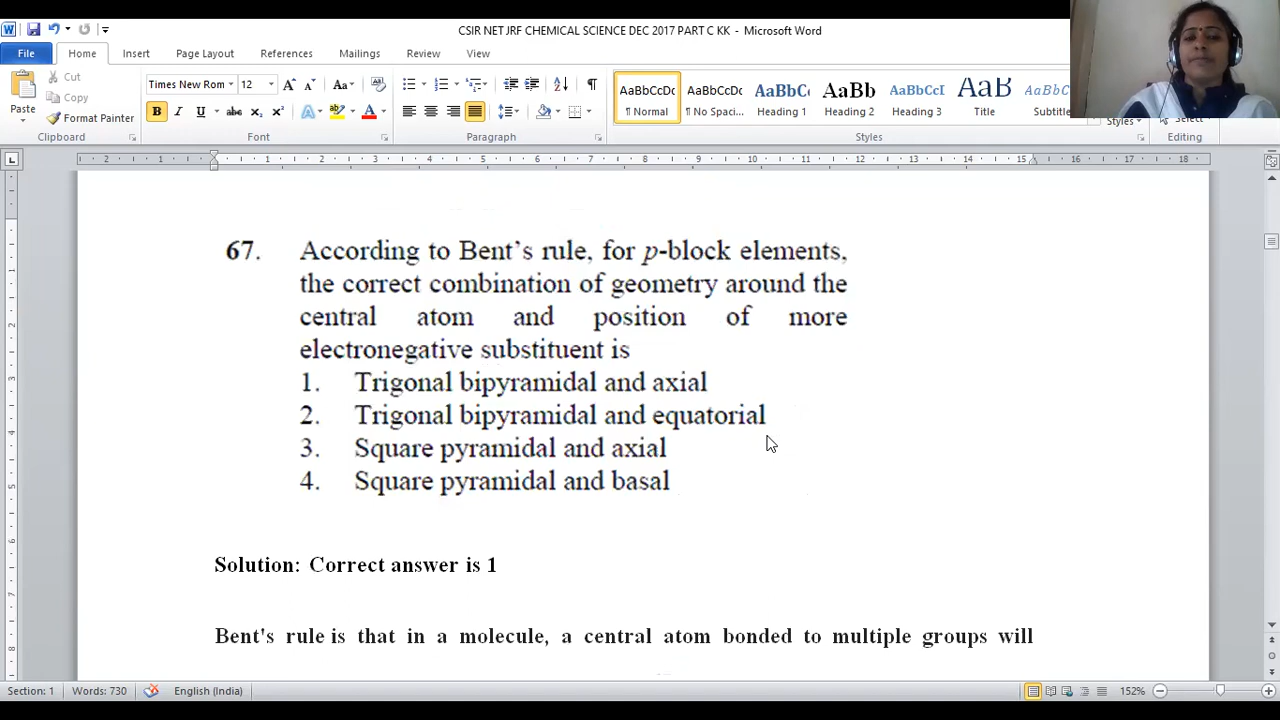 CSIR NET JRF CHEMICAL SCIENCE DEC 2017 PART C KK - Microsoft Word
File Home Insert Page Layout References Mailings Review View
Paste
Cut
Copy
Format Painter
Clipboard
Times New Rom 12
Font
Paragraph
AaBbCcDc AaBbCcDc AaBbCc AaBb AaBbCcI AaB
¶ Normal ¶ No Spaci... Heading 1 Heading 2 Heading 3 Title
Styles
Styles
Select
Editing
67. According to Bent's rule, for p-block elements,
the correct combination of geometry around the
central atom and position of more
electronegative substituent is
1. Trigonal bipyramidal and axial
2. Trigonal bipyramidal and equatorial
3. Square pyramidal and axial
4. Square pyramidal and basal
Solution: Correct answer is 1
Bent's rule is that in a molecule, a central atom bonded to multiple groups will
Section: 1 Words: 730 English (India) 152%